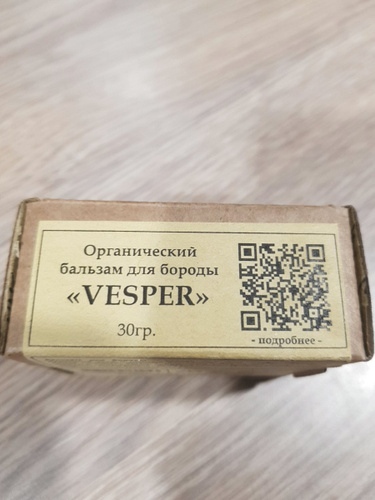 Органический
бальзам для бороды
«VESPER»
30гр.
- подробнее -